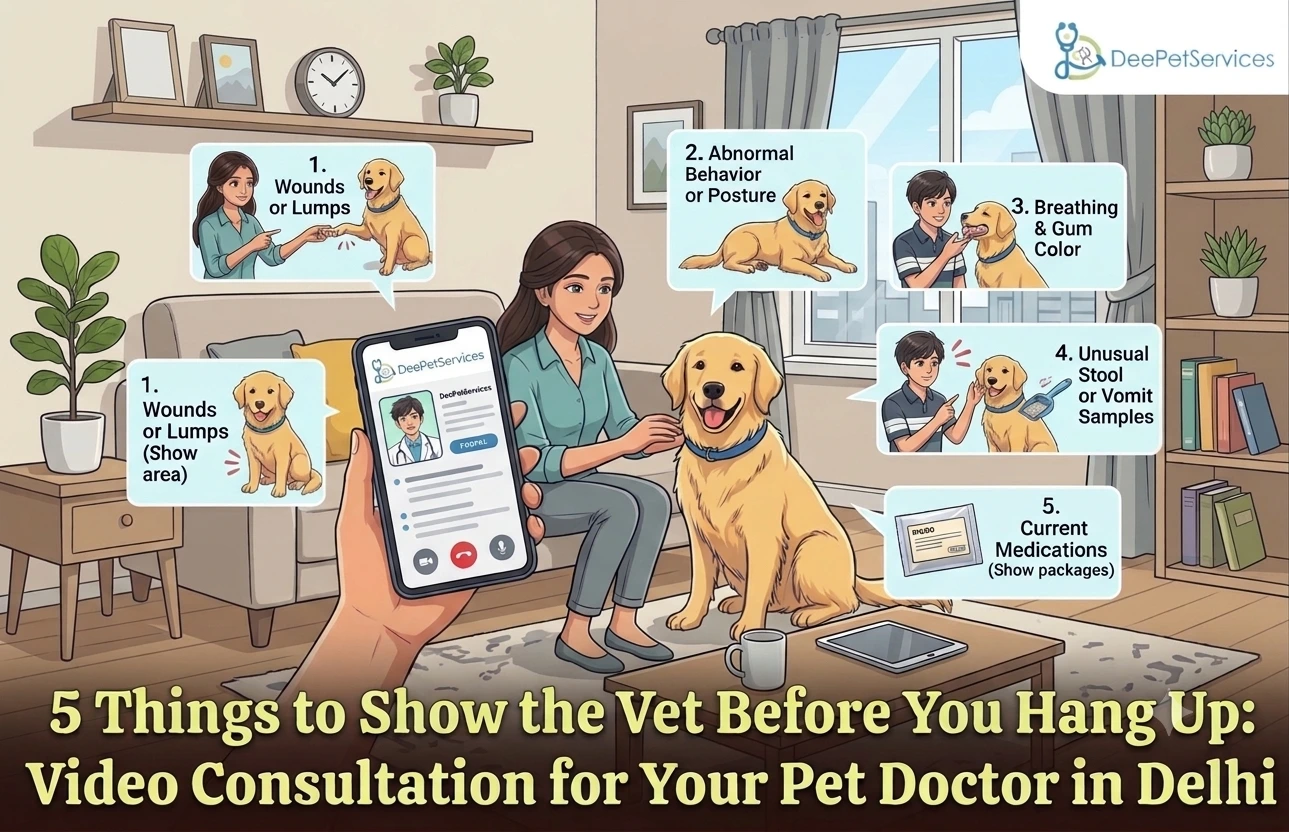 DeePetServices
1.
Wounds
or Lumps
2. Abnormal
Behavior
or Posture
3. Breathing
& Gum
Color
1.
Wounds
or Lumps
(Show
area)
DeePetServices
4. Unusual
Stool
or Vomit
Samples
5.
Current
Medications
(Show packages)
5 Things to Show the Vet Before You Hang Up:
Video Consultation for Your Pet Doctor in Delhi